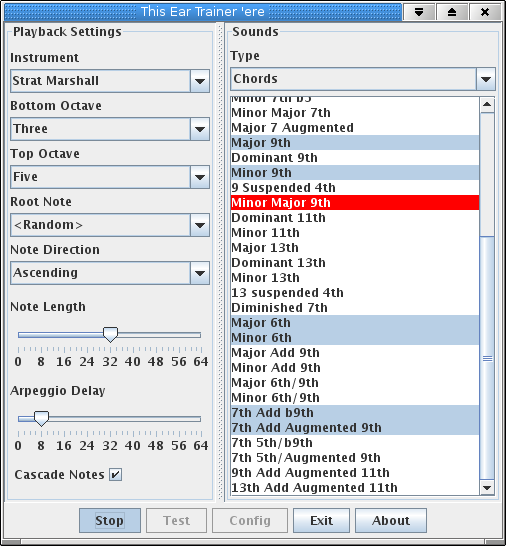 This Ear Trainer 'ere
Playback Settings
Instrument
Strat Marshall
Bottom Octave
Three
Top Octave
Five
Root Note
<Random>
Note Direction
Ascending
Note Length
0 8 16 24 32 40 48 56 64
Arpeggio Delay
0 8 16 24 32 40 48 56 64
Cascade Notes
Sounds
Type
Chords
Minor 7th b5
Minor Major 7th
Major 7 Augmented
Major 9th
Dominant 9th
Minor 9th
9 Suspended 4th
Minor Major 9th
Dominant 11th
Minor 11th
Major 13th
Dominant 13th
Minor 13th
13 suspended 4th
Diminished 7th
Major 6th
Minor 6th
Major Add 9th
Minor Add 9th
Major 6th/9th
Minor 6th/9th
7th Add b9th
7th Add Augmented 9th
7th 5th/b9th
7th 5th/Augmented 9th
9th Add Augmented 11th
13th Add Augmented 11th
Stop Test Config Exit About